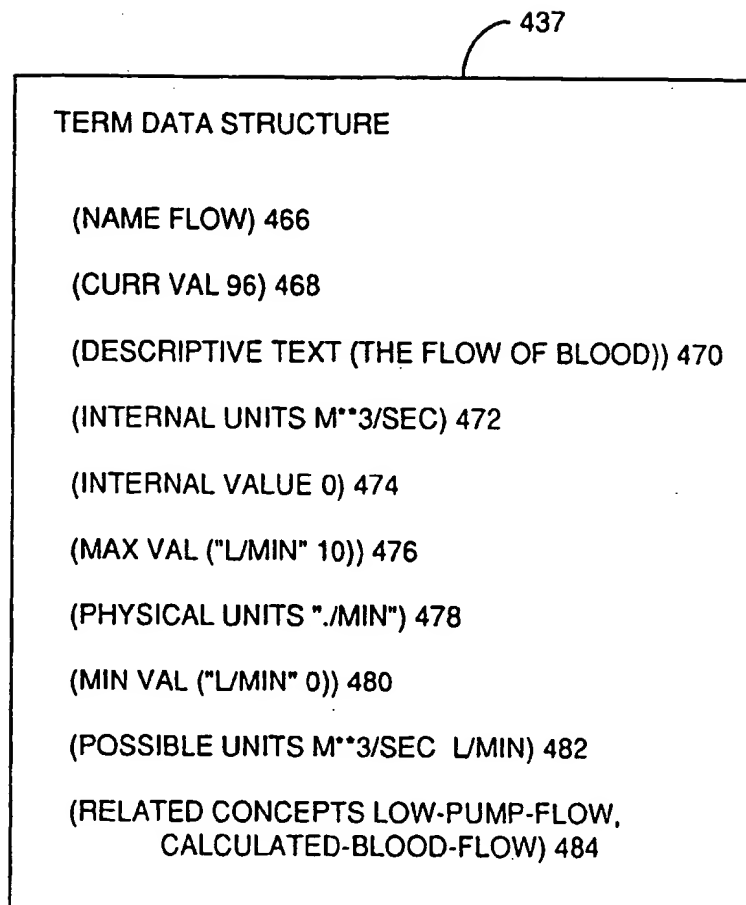 437
TERM DATA STRUCTURE
(NAME FLOW) 466
(CURR VAL 96) 468
(DESCRIPTIVE TEXT (THE FLOW OF BLOOD)) 470
(INTERNAL UNITS M**3/SEC) 472
(INTERNAL VALUE 0) 474
(MAX VAL ("L/MIN" 10)) 476
(PHYSICAL UNITS "./MIN") 478
(MIN VAL ("L/MIN" 0)) 480
(POSSIBLE UNITS M**3/SEC L/MIN) 482
(RELATED CONCEPTS LOW-PUMP-FLOW,
CALCULATED-BLOOD-FLOW) 484